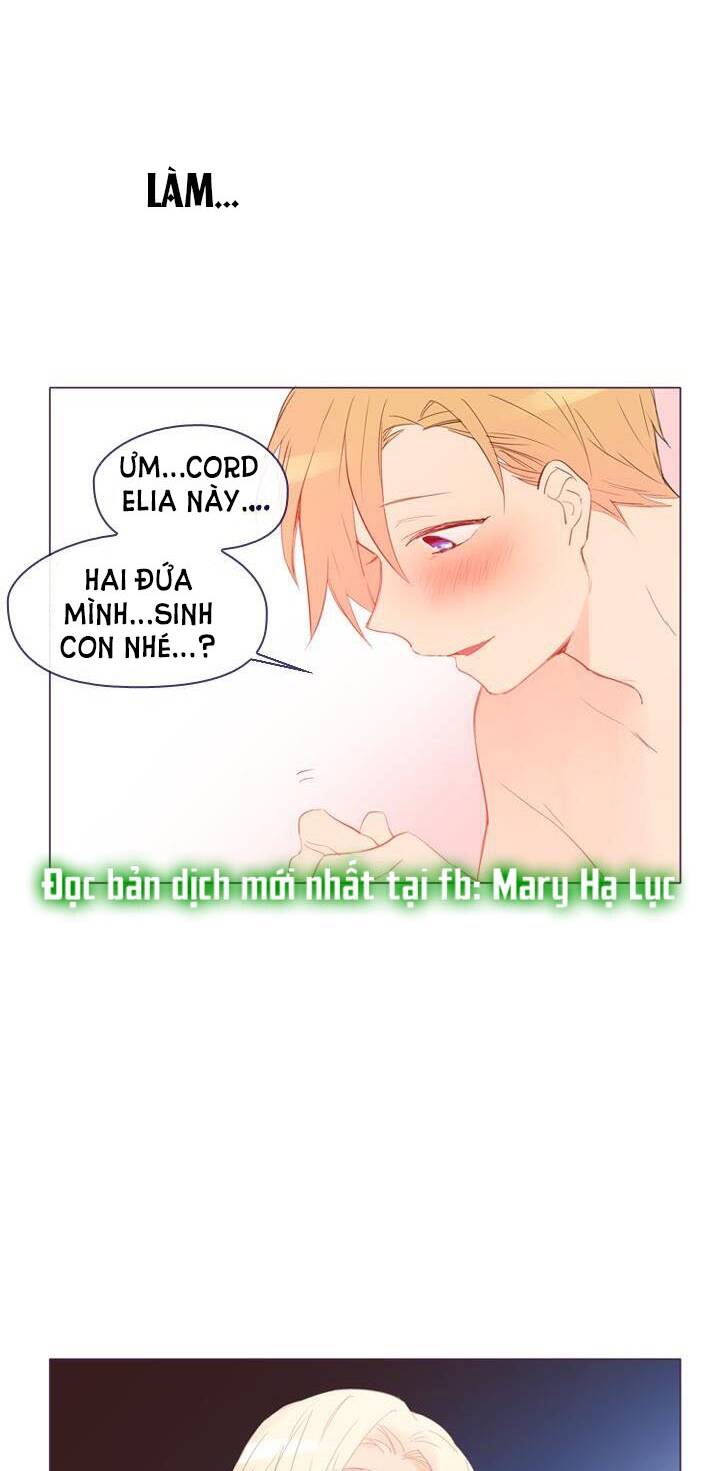 LÀM...
ƯM...CORD
ELIA NÀY....
HAI ĐỨA
MÌNH...SINH
CON NHÉ...?
Đọc bản dịch mới nhất tại fb: Mary Hạ Lục